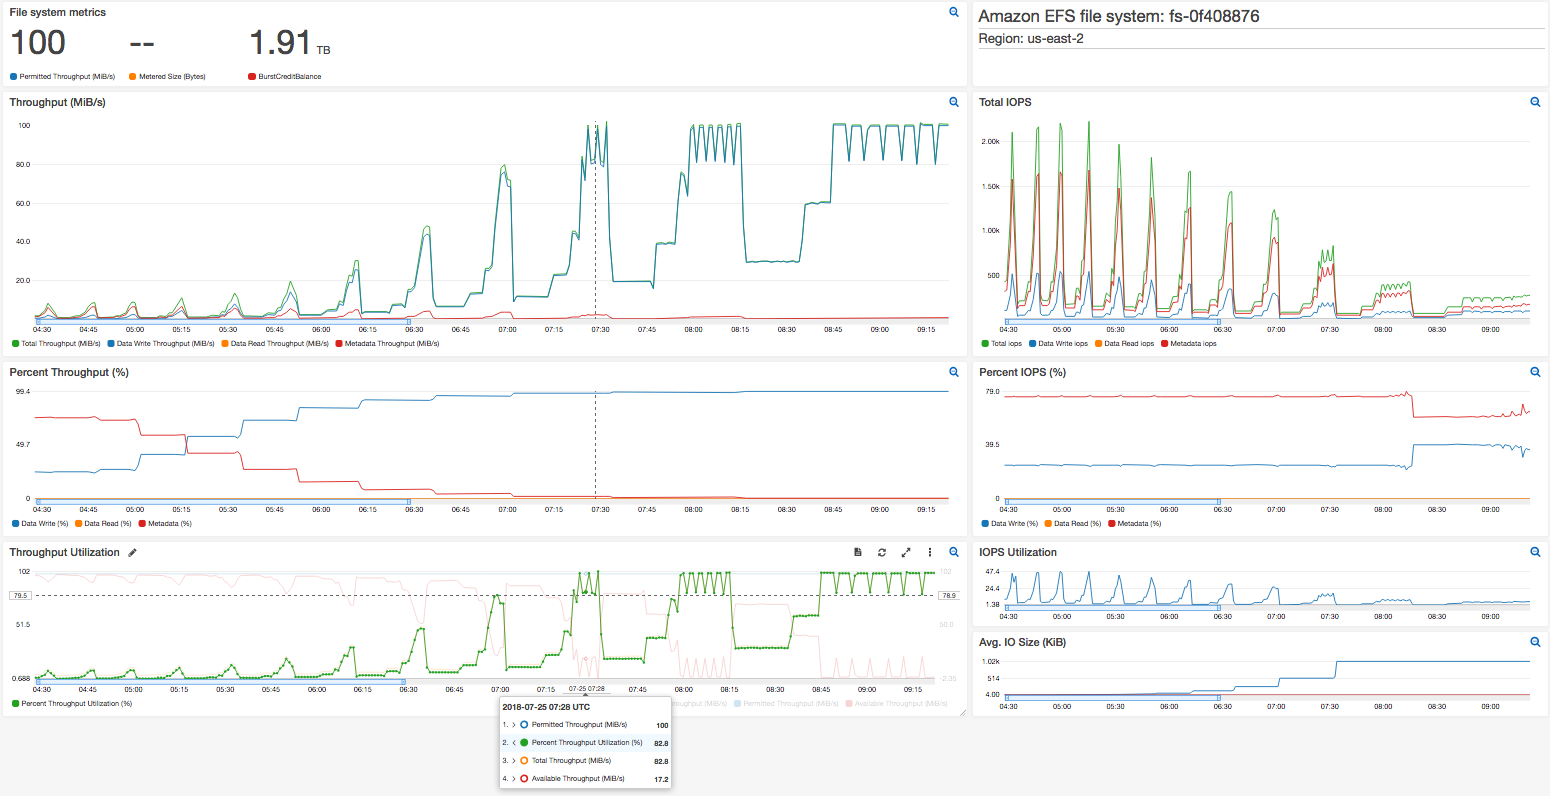 File system metrics
100 -- 1.91 TB
Permitted Throughput (MiB/s) Metered Size (Bytes) BurstCreditBalance
Amazon EFS file system: fs-0f408876
Region: us-east-2
Throughput (MiB/s)
100
80.0
60.0
40.0
20.0
04:30 04:45 05:00 05:15 05:30 05:45 06:00 06:15 06:30 06:45 07:00 07:15 07:30 07:45 08:00 08:15 08:30 08:45 09:00 09:15
Total Throughput (MiB/s) Data Write Throughput (MiB/s) Data Read Throughput (MiB/s) Metadata Throughput (MiB/s)
Total IOPS
2.00k
1.50k
1.00k
500
04:30 05:00 05:30 06:00 06:30 07:00 07:30 08:00 08:30 09:00
Total iops Data Write iops Data Read iops Metadata iops
Percent Throughput (%)
99.4
49.7
0
04:30 04:45 05:00 05:15 05:30 05:45 06:00 06:15 06:30 06:45 07:00 07:15 07:30 07:45 08:00 08:15 08:30 08:45 09:00 09:15
Data Write (%) Data Read (%) Metadata (%)
Percent IOPS (%)
79.0
39.5
0
04:30 05:00 05:30 06:00 06:30 07:00 07:30 08:00 08:30 09:00
Data Write (%) Data Read (%) Metadata (%)
Throughput Utilization
102 102
79.5 78.9
51.5 50.0
0.688 -2.35
04:30 04:45 05:00 05:15 05:30 05:45 06:00 06:15 06:30 06:45 07:00 07:15 07-25 07:28 07:45 08:00 08:15 08:30 08:45 09:00 09:15
Percent Throughput Utilization (%) Permitted Throughput (MiB/s) Available Throughput (MiB/s)
2018-07-25 07:28 UTC
1. > Permitted Throughput (MiB/s) 100
2. < Percent Throughput Utilization (%) 82.8
3. > Total Throughput (MiB/s) 82.8
4. > Available Throughput (MiB/s) 17.2
IOPS Utilization
47.4
24.4
1.38
04:30 05:00 05:30 06:00 06:30 07:00 07:30 08:00 08:30 09:00
Avg. IO Size (KiB)
1.02k
514
4.00
04:30 05:00 05:30 06:00 06:30 07:00 07:30 08:00 08:30 09:00